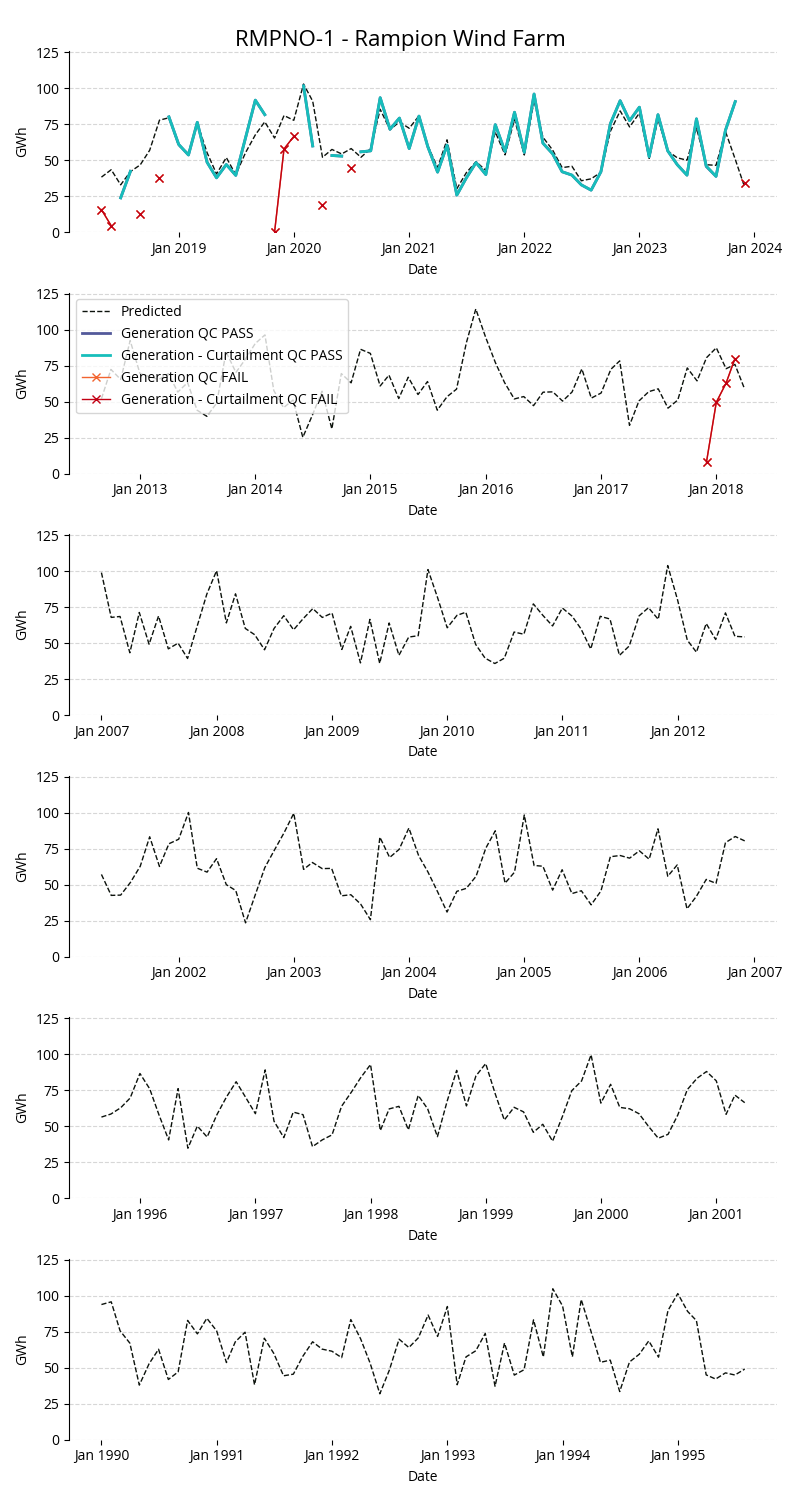 RMPNO-1 - Rampion Wind Farm
125
100
75
50
25
0
GWh
Jan 2019 Jan 2020 Jan 2021 Jan 2022 Jan 2023 Jan 2024
Date
125
100
75
50
25
0
GWh
Predicted
Generation QC PASS
Generation - Curtailment QC PASS
Generation QC FAIL
Generation - Curtailment QC FAIL
Jan 2013 Jan 2014 Jan 2015 Jan 2016 Jan 2017 Jan 2018
Date
125
100
75
50
25
0
GWh
Jan 2007 Jan 2008 Jan 2009 Jan 2010 Jan 2011 Jan 2012
Date
125
100
75
50
25
0
GWh
Jan 2002 Jan 2003 Jan 2004 Jan 2005 Jan 2006 Jan 2007
Date
125
100
75
50
25
0
GWh
Jan 1996 Jan 1997 Jan 1998 Jan 1999 Jan 2000 Jan 2001
Date
125
100
75
50
25
0
GWh
Jan 1990 Jan 1991 Jan 1992 Jan 1993 Jan 1994 Jan 1995
Date